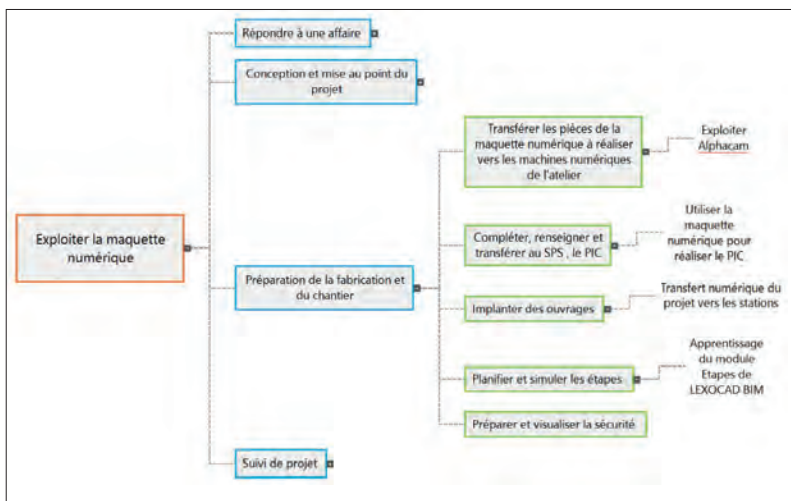 Répondre à une affaire
Conception et mise au point du
projet
Exploiter la maquette
numérique
Préparation de la fabrication et
du chantier
Transférer les pièces de la
maquette numérique à réaliser
vers les machines numériques
de l'atelier
Exploiter
Alphacam
Compléter, renseigner et
transférer au SPS , le PIC
Utiliser la
maquette
numérique pour
réaliser le PIC
Implanter des ouvrages
Transfert numérique du
projet vers les stations
Planifier et simuler les étapes
Apprentissage
du module
Etapes de
LEXOCAD BIM
Préparer et visualiser la sécurité
Suivi de projet